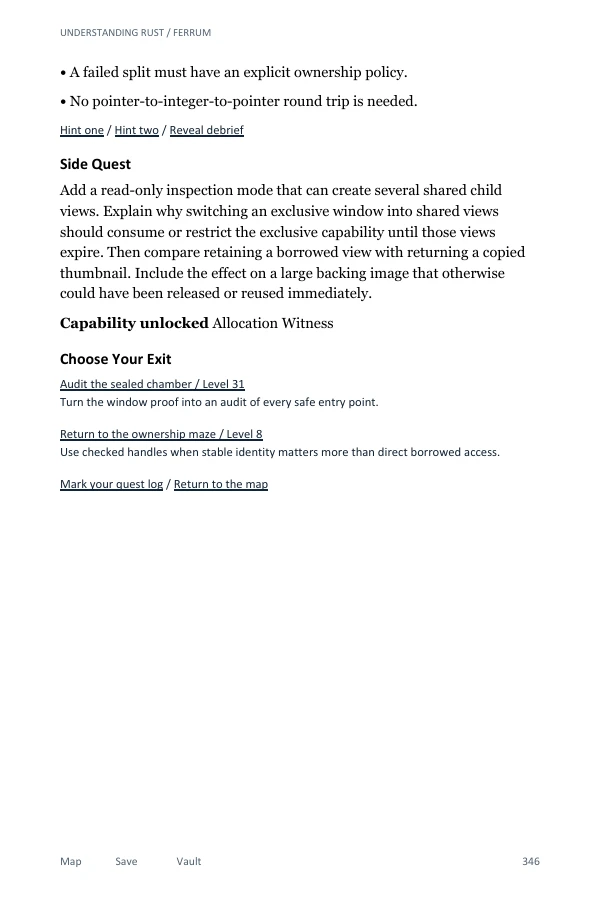 UNDERSTANDING RUST / FERRUM
• A failed split must have an explicit ownership policy.
• No pointer-to-integer-to-pointer round trip is needed.
Hint one / Hint two / Reveal debrief
Side Quest
Add a read-only inspection mode that can create several shared child
views. Explain why switching an exclusive window into shared views
should consume or restrict the exclusive capability until those views
expire. Then compare retaining a borrowed view with returning a copied
thumbnail. Include the effect on a large backing image that otherwise
could have been released or reused immediately.
Capability unlocked Allocation Witness
Choose Your Exit
Audit the sealed chamber / Level 31
Turn the window proof into an audit of every safe entry point.
Return to the ownership maze / Level 8
Use checked handles when stable identity matters more than direct borrowed access.
Mark your quest log / Return to the map
Map Save Vault 346